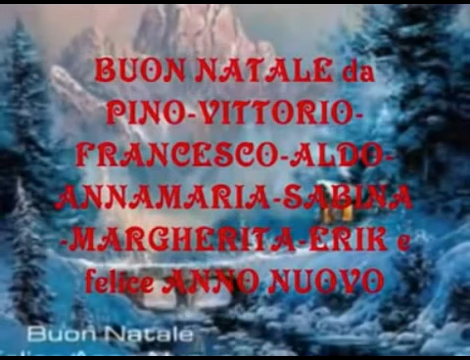 BUON NATALE da
PINO-VITTORIO-
FRANCESCO-ALDO-
ANNAMARIA-SABINA
-MARGHERITA-ERIK e
felice ANNO NUOVO
Buon Natale